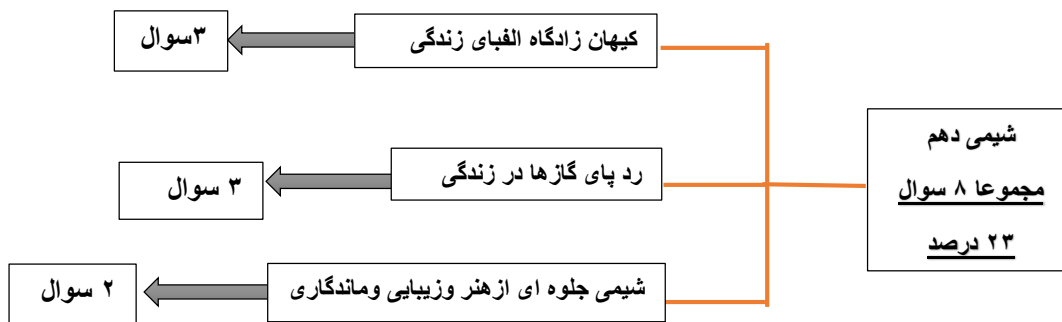 شیمی دهم
مجموعا ۸ سوال
۲۳ درصد
کیهان زادگاه الفبای زندگی
۳سوال
رد پای گازها در زندگی
۳ سوال
شیمی جلوه ای ازهنر وزیبایی وماندگاری
۲ سوال